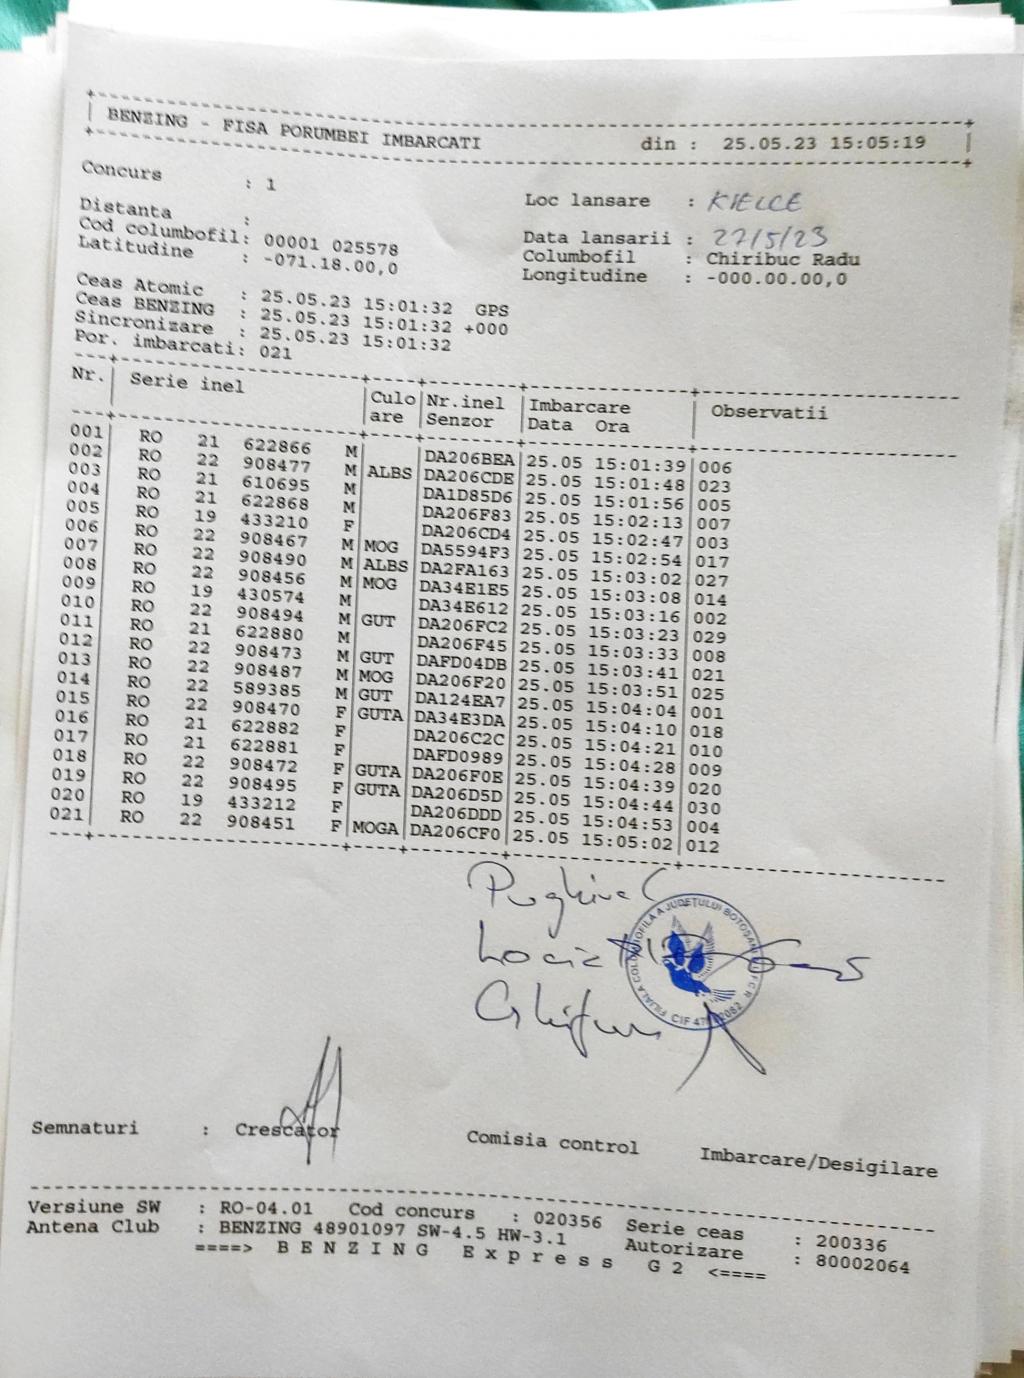 BENZING - FISA PORUMBEI IMBARCATI din : 25.05.23 15:05:19
Concurs : 1
Loc lansare : KIELCE
Distanta :
Data lansarii : 27/5/23
Cod columbofil: 00001 025578
Columbofil : Chiribuc Radu
Latitudine : -071.18.00,0
Longitudine : -000.00.00,0
Ceas Atomic : 25.05.23 15:01:32 GPS
Ceas BENZING : 25.05.23 15:01:32 +000
Sincronizare : 25.05.23 15:01:32
Por. imbarcati: 021
Nr. Serie inel Culo Nr.inel Imbarcare Observatii
are Senzor Data Ora
001 RO 21 622866 M DA206BEA 25.05 15:01:39 006
002 RO 22 908477 M ALBS DA206CDE 25.05 15:01:48 023
003 RO 21 610695 M DA1D85D6 25.05 15:01:56 005
004 RO 21 622868 M DA206F83 25.05 15:02:13 007
005 RO 19 433210 F DA206CD4 25.05 15:02:47 003
006 RO 22 908467 M MOG DA5594F3 25.05 15:02:54 017
007 RO 22 908490 M ALBS DA2FA163 25.05 15:03:02 027
008 RO 22 908456 M MOG DA34E1E5 25.05 15:03:08 014
009 RO 19 430574 M DA34E612 25.05 15:03:16 002
010 RO 22 908494 M GUT DA206FC2 25.05 15:03:23 029
011 RO 21 622880 M DA206F45 25.05 15:03:33 008
012 RO 22 908473 M GUT DAFD04DB 25.05 15:03:41 021
013 RO 22 908487 M MOG DA206F20 25.05 15:03:51 025
014 RO 22 589385 M GUT DA124EA7 25.05 15:04:04 001
015 RO 22 908470 F GUTA DA34E3DA 25.05 15:04:10 018
016 RO 21 622882 F DA206C2C 25.05 15:04:21 010
017 RO 21 622881 F DAFD0989 25.05 15:04:28 009
018 RO 22 908472 F GUTA DA206F0E 25.05 15:04:39 020
019 RO 22 908495 F GUTA DA206D5D 25.05 15:04:44 030
020 RO 19 433212 F DA206DDD 25.05 15:04:53 004
021 RO 22 908451 F MOGA DA206CF0 25.05 15:05:02 012
FILIALA COLUMBOFILA A JUDEŢULUI BOTOSANI
CIF
Semnaturi : Crescator Comisia control Imbarcare/Desigilare
Versiune SW : RO-04.01 Cod concurs : 020356 Serie ceas : 200336
Antena Club : BENZING 48901097 SW-4.5 HW-3.1 Autorizare : 80002064
====> B E N Z I N G E x p r e s s G 2 <====